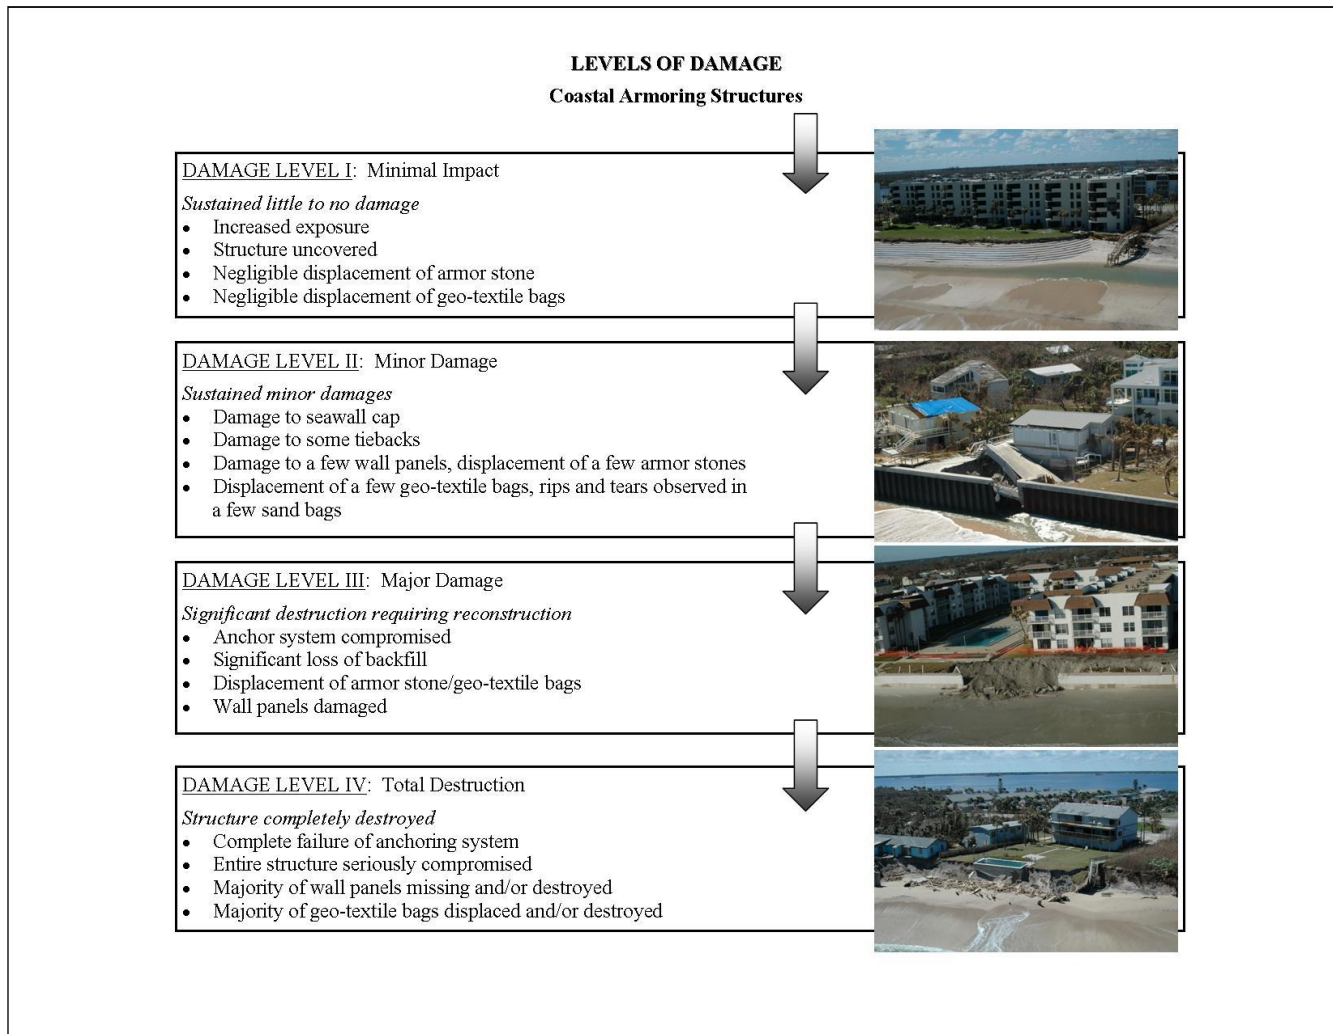 LEVELS OF DAMAGE
Coastal Armoring Structures
DAMAGE LEVEL I:  Minimal Impact
Sustained little to no damage
• Increased exposure
• Structure uncovered
• Negligible displacement of armor stone
• Negligible displacement of geo-textile bags
DAMAGE LEVEL II:  Minor Damage
Sustained minor damages
• Damage to seawall cap
• Damage to some tiebacks
• Damage to a few wall panels, displacement of a few armor stones
• Displacement of a few geo-textile bags, rips and tears observed in
a few sand bags
DAMAGE LEVEL III:  Major Damage
Significant destruction requiring reconstruction
• Anchor system compromised
• Significant loss of backfill
• Displacement of armor stone/geo-textile bags
• Wall panels damaged
DAMAGE LEVEL IV:  Total Destruction
Structure completely destroyed
• Complete failure of anchoring system
• Entire structure seriously compromised
• Majority of wall panels missing and/or destroyed
• Majority of geo-textile bags displaced and/or destroyed